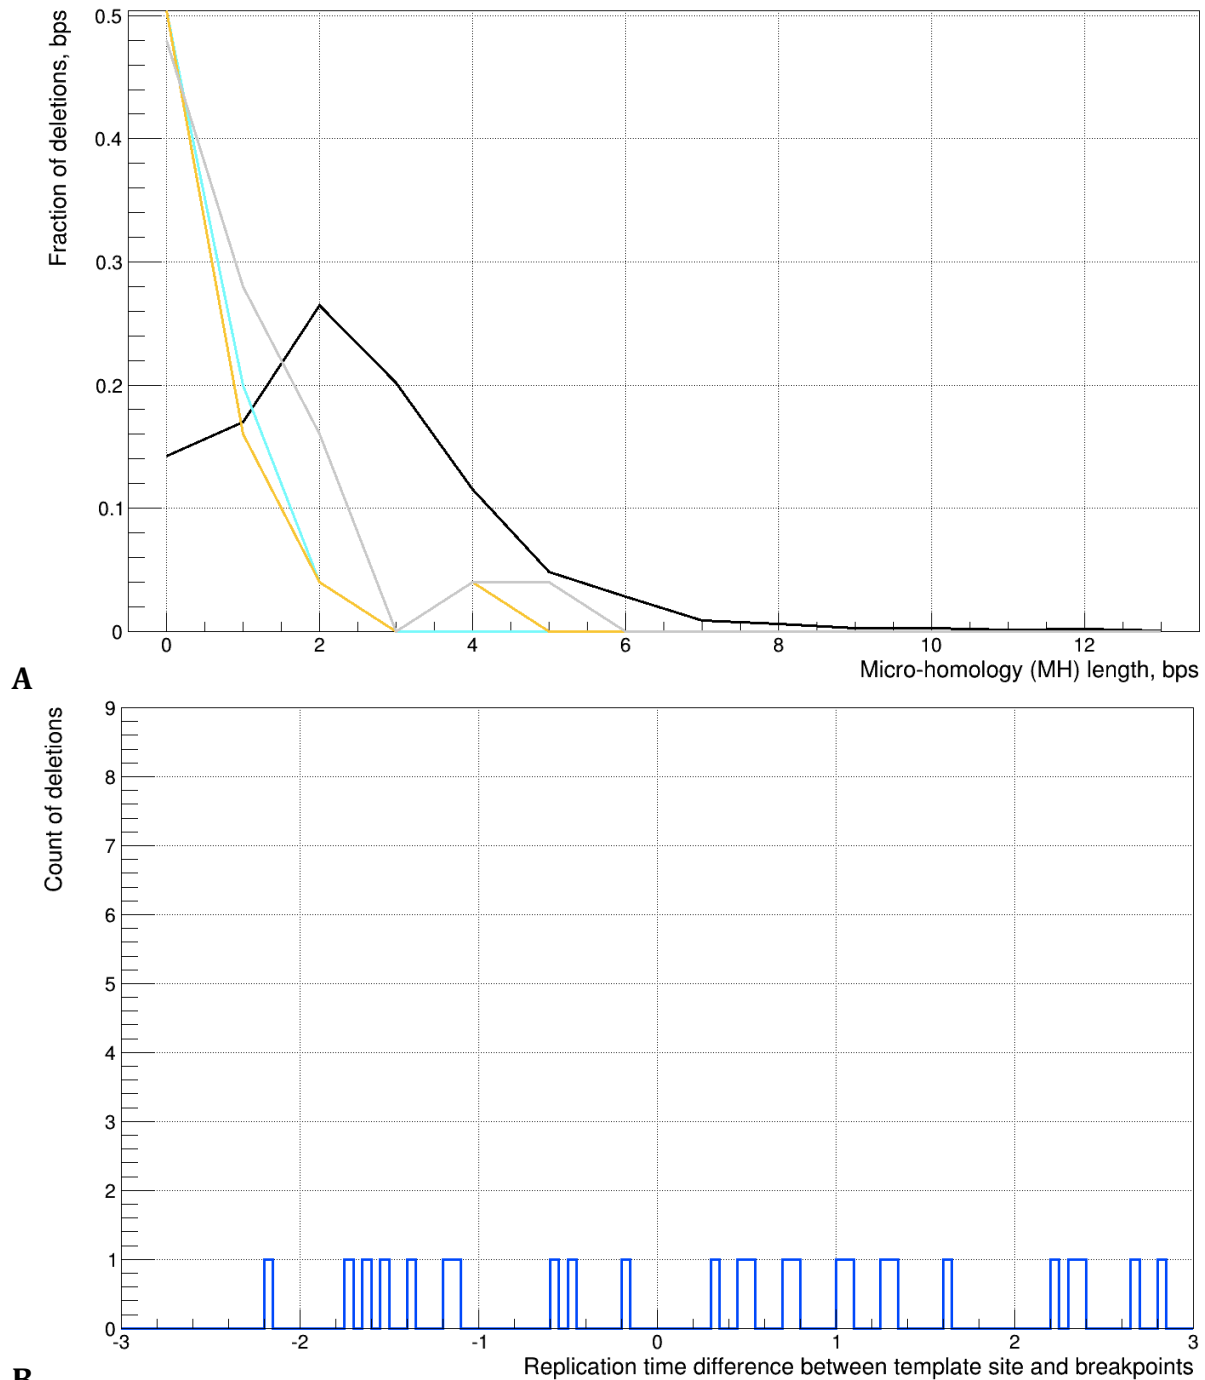 Fraction of deletions, bps
0.5
0.4
0.3
0.2
0.1
0
0 2 4 6 8 10 12
Micro-homology (MH) length, bps
A
Count of deletions
9
8
7
6
5
4
3
2
1
0
-3 -2 -1 0 1 2 3
Replication time difference between template site and breakpoints
B